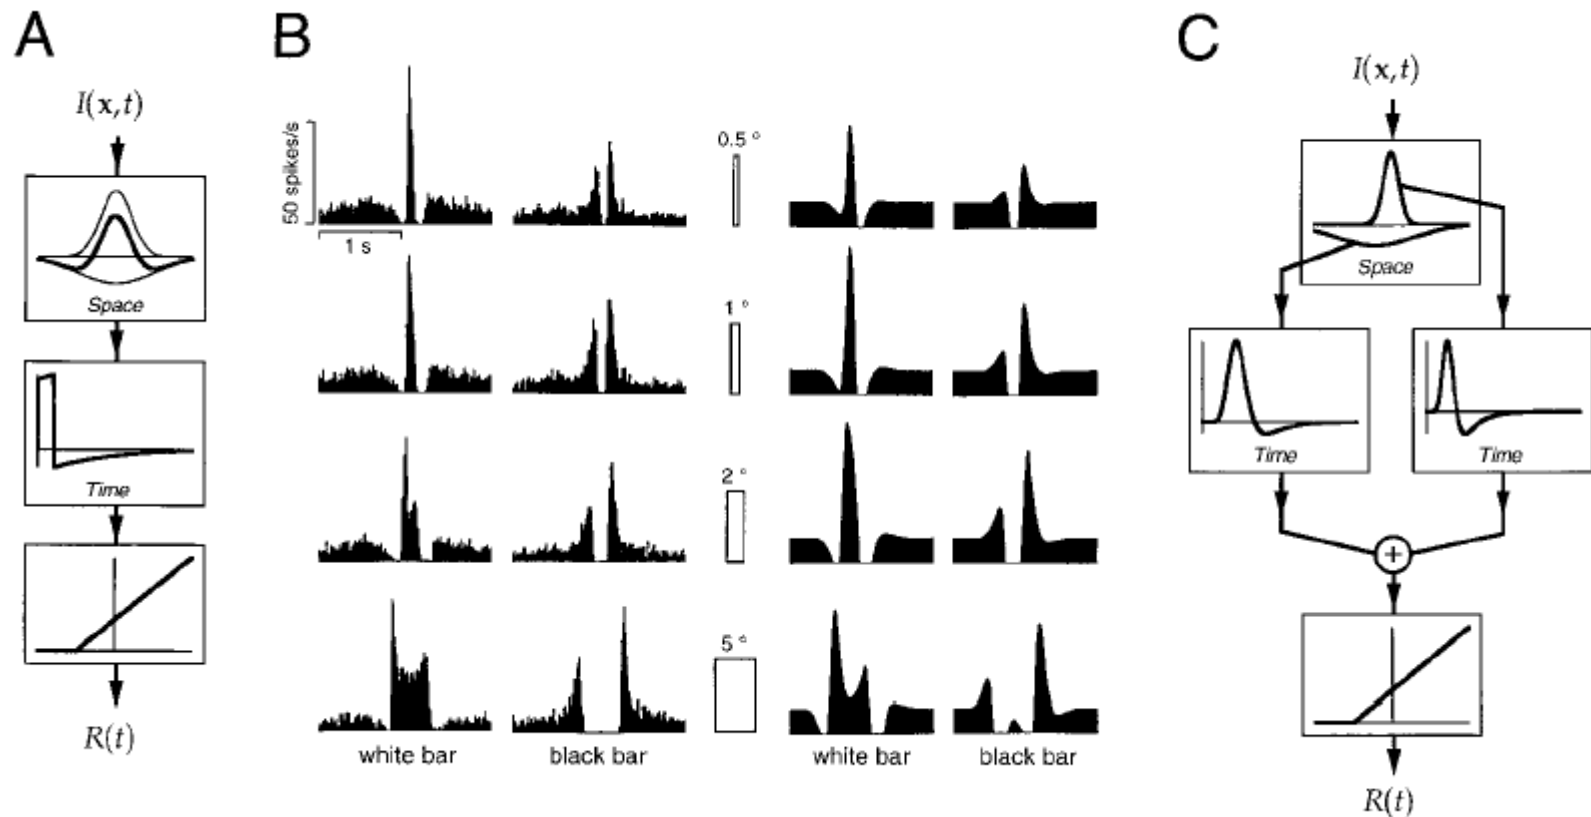 A
I(x,t)
Space
Time
R(t)
B
50 spikes/s
1 s
0.5 °
1 °
2 °
5 °
white bar
black bar
white bar
black bar
C
I(x,t)
Space
Time
Time
+
R(t)